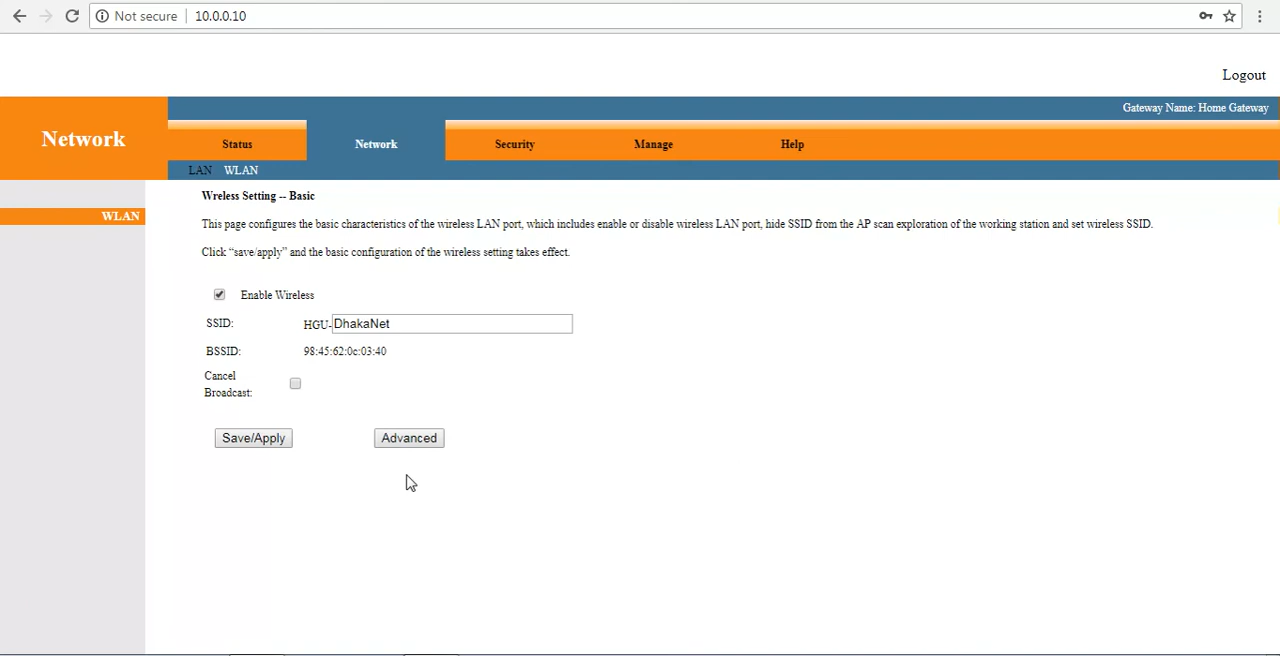 Not secure
10.0.0.10
Logout
Gateway Name: Home Gateway
Network
Status
Network
Security
Manage
Help
LAN WLAN
WLAN
Wreless Setting -- Basic
This page configures the basic characteristics of the wireless LAN port, which includes enable or disable wireless LAN port, hide SSID from the AP scan exploration of the working station and set wireless SSID.
Click “save/apply” and the basic configuration of the wireless setting takes effect.
Enable Wireless
SSID: HGU-DhakaNet
BSSID: 98:45:62:0c:03:40
Cancel
Broadcast:
Save/Apply
Advanced